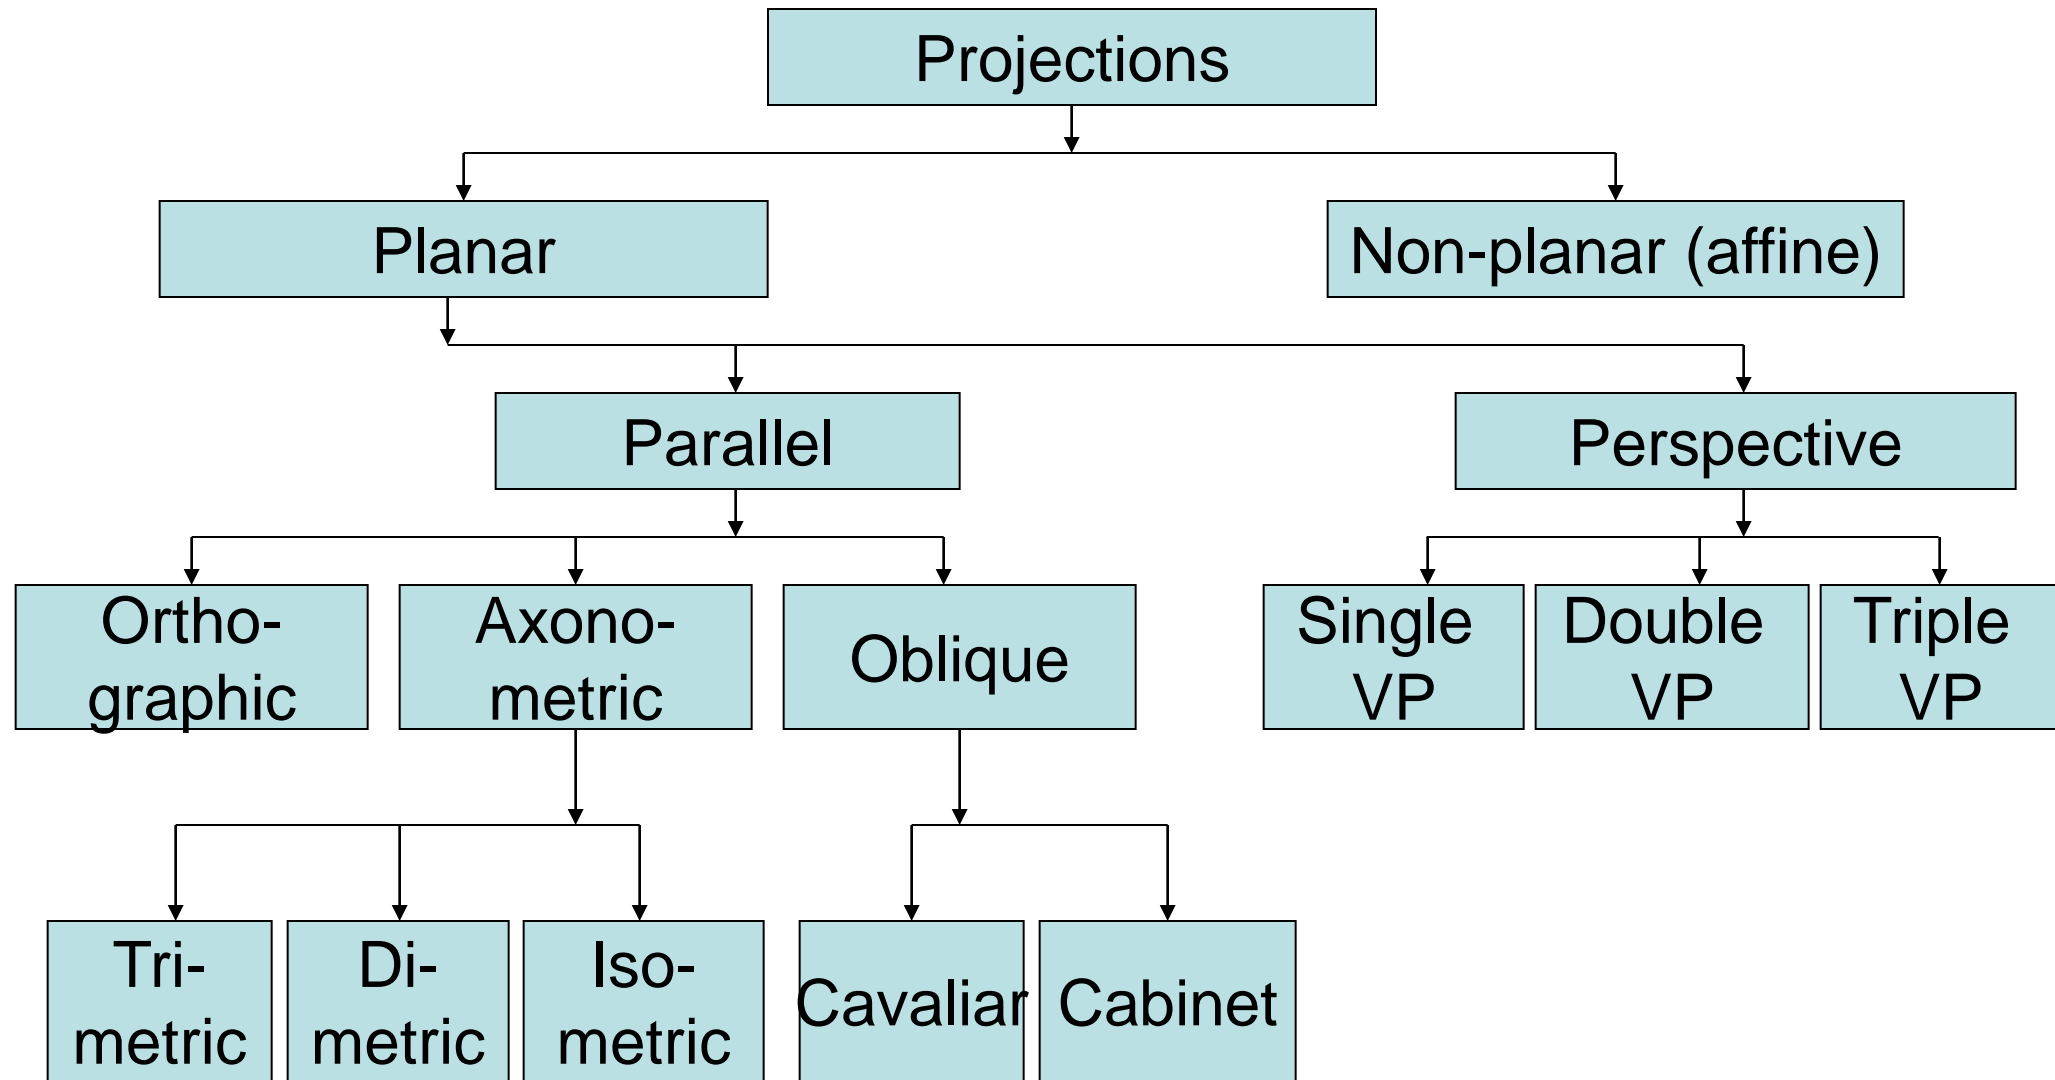 Projections
Planar
Non-planar (affine)
Parallel
Perspective
Ortho-
graphic
Axono-
metric
Oblique
Single
VP
Double
VP
Triple
VP
Tri-
metric
Di-
metric
Iso-
metric
Cavaliar
Cabinet